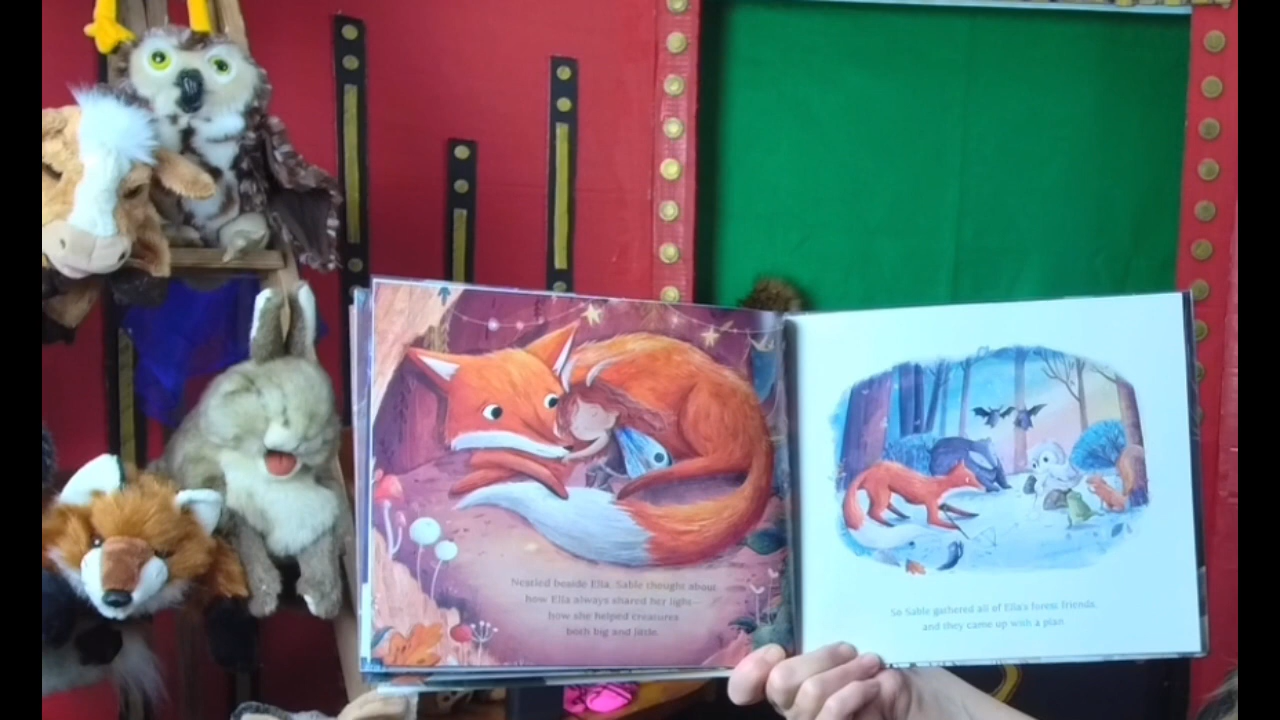 Nestled beside Ella, Sable thought about
how Ella always shared her light—
how she helped creatures
both big and little.
So Sable gathered all of Ella's forest friends,
and they came up with a plan.